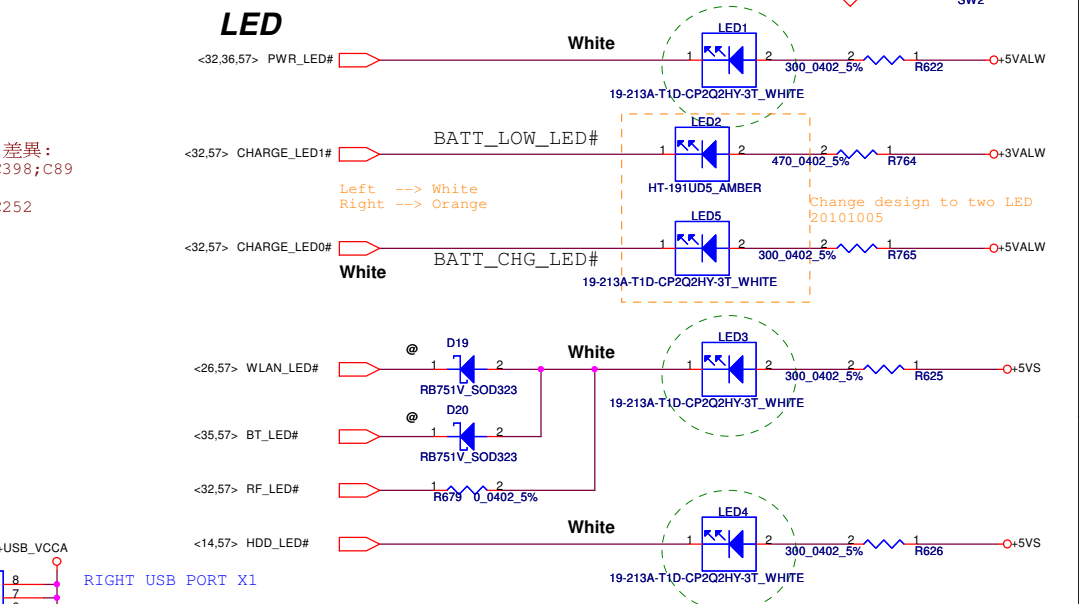 LED
SW2
White
LED1
<32,36,57> PWR_LED#
1
2
300_0402_5%
2
1
R622
+5VALW
19-213A-T1D-CP2Q2HY-3T_WHITE
差異:
398;C89
252
BATT_LOW_LED#
LED2
<32,57> CHARGE_LED1#
1
2
470_0402_5%
2
1
R764
+3VALW
HT-191UD5_AMBER
Left --> White
Right --> Orange
Change design to two LED
20101005
LED5
<32,57> CHARGE_LED0#
1
2
300_0402_5%
2
1
R765
+5VALW
White
BATT_CHG_LED#
19-213A-T1D-CP2Q2HY-3T_WHITE
@
D19
White
LED3
<26,57> WLAN_LED#
1
2
1
2
300_0402_5%
2
1
R625
+5VS
RB751V_SOD323
19-213A-T1D-CP2Q2HY-3T_WHITE
@
D20
<35,57> BT_LED#
1
2
RB751V_SOD323
<32,57> RF_LED#
1
2
R679
0_0402_5%
White
LED4
<14,57> HDD_LED#
1
2
300_0402_5%
2
1
R626
+5VS
19-213A-T1D-CP2Q2HY-3T_WHITE
+USB_VCCA
8
RIGHT USB PORT X1
7